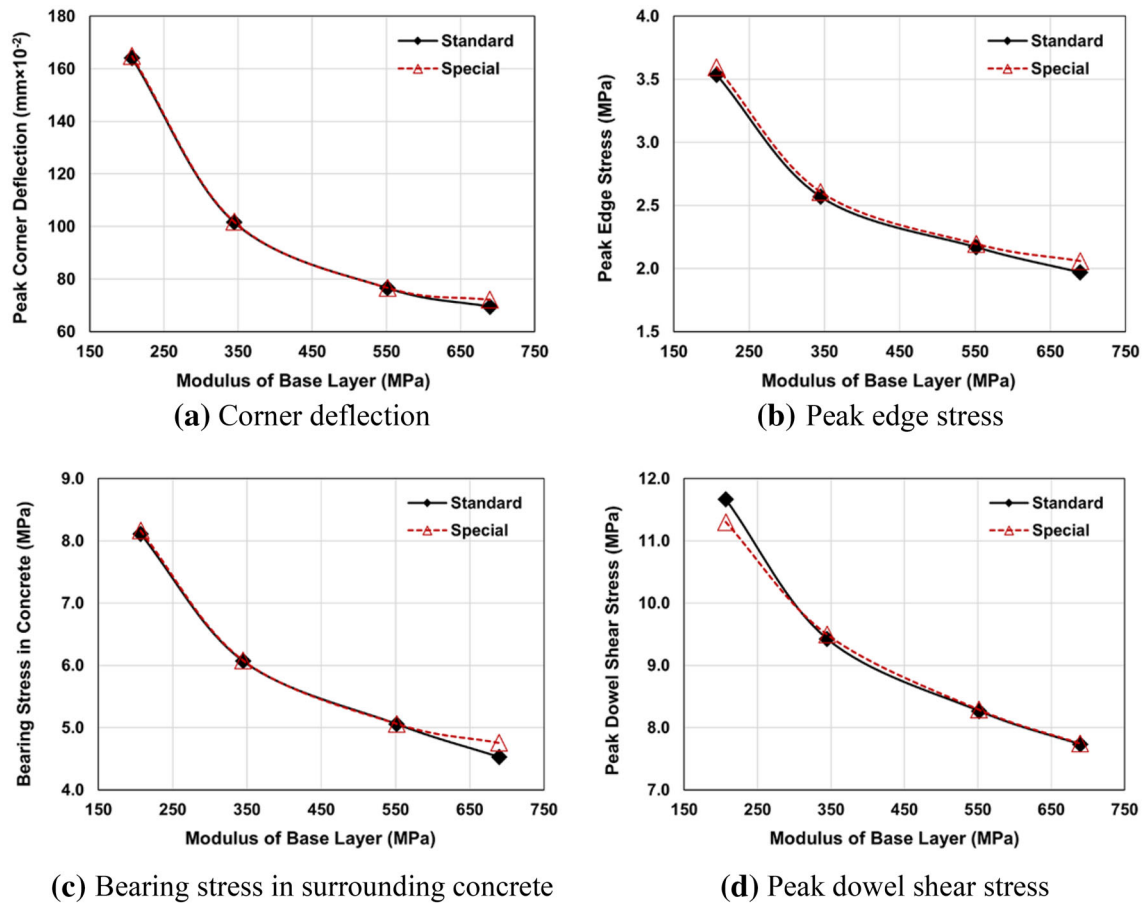 180
160
140
120
100
80
60
Peak Corner Deflection (mm×10⁻²)
Standard
Special
150 250 350 450 550 650 750
Modulus of Base Layer (MPa)
(a) Corner deflection
4.0
3.5
3.0
2.5
2.0
1.5
Peak Edge Stress (MPa)
Standard
Special
150 250 350 450 550 650 750
Modulus of Base Layer (MPa)
(b) Peak edge stress
9.0
8.0
7.0
6.0
5.0
4.0
Bearing Stress in Concrete (MPa)
Standard
Special
150 250 350 450 550 650 750
Modulus of Base Layer (MPa)
(c) Bearing stress in surrounding concrete
12.0
11.0
10.0
9.0
8.0
7.0
Peak Dowel Shear Stress (MPa)
Standard
Special
150 250 350 450 550 650 750
Modulus of Base Layer (MPa)
(d) Peak dowel shear stress